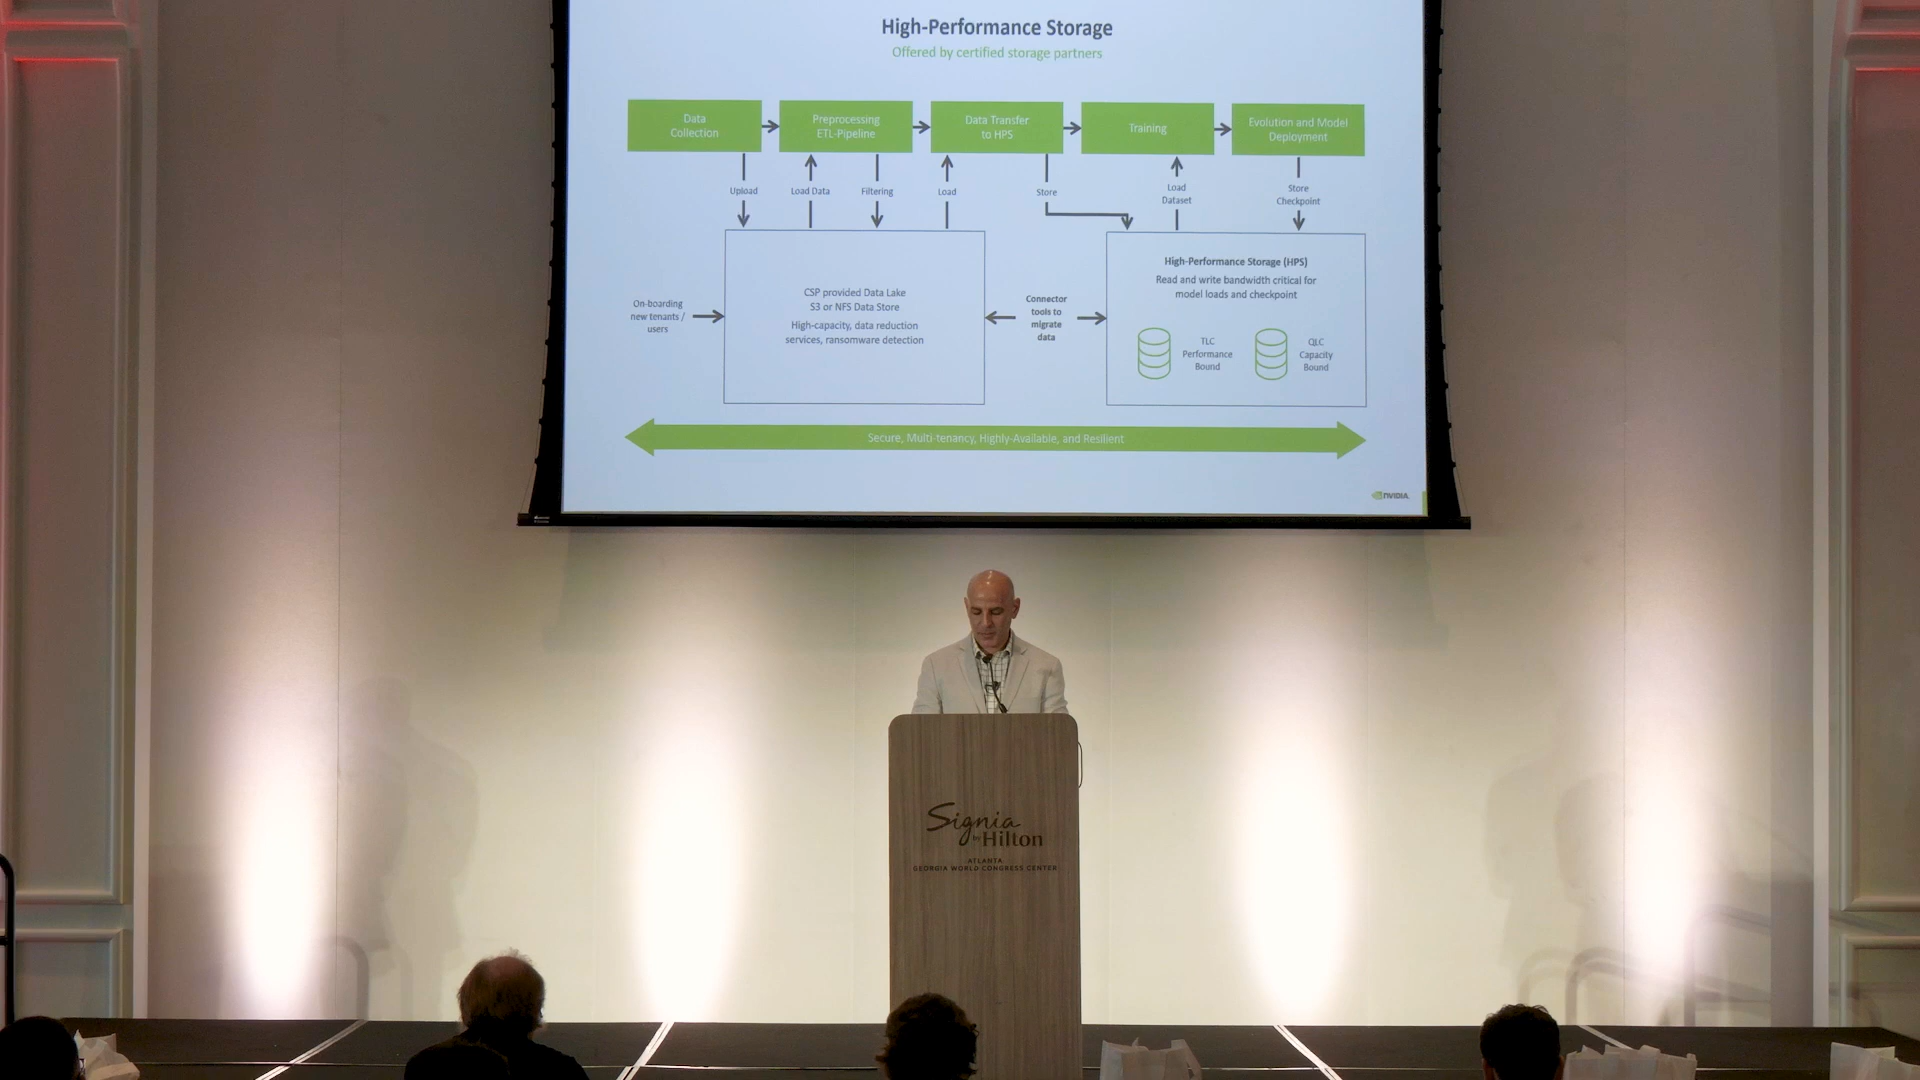 High-Performance Storage
Offered by certified storage partners
Data
Collection
Preprocessing
ETL-Pipeline
Data Transfer
to HPS
Training
Evolution and Model
Deployment
Upload
Load Data
Filtering
Load
Store
Load
Dataset
Store
Checkpoint
On-boarding
new tenants /
users
CSP provided Data Lake
S3 or NFS Data Store
High-capacity, data reduction
services, ransomware detection
Connector
tools to
migrate
data
High-Performance Storage (HPS)
Read and write bandwidth critical for
model loads and checkpoint
TLC
Performance
Bound
QLC
Capacity
Bound
Secure, Multi-tenancy, Highly-Available, and Resilient
NVIDIA
Signia
by Hilton
ATLANTA
GEORGIA WORLD CONGRESS CENTER